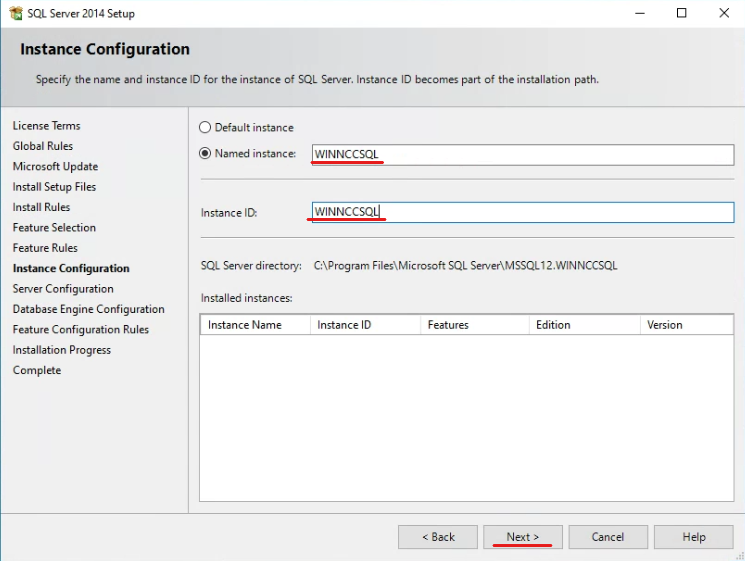 SQL Server 2014 Setup
Instance Configuration
Specify the name and instance ID for the instance of SQL Server. Instance ID becomes part of the installation path.
License Terms
Global Rules
Microsoft Update
Install Setup Files
Install Rules
Feature Selection
Feature Rules
Instance Configuration
Server Configuration
Database Engine Configuration
Feature Configuration Rules
Installation Progress
Complete
Default instance
Named instance: WINNCCSQL
Instance ID: WINNCCSQL
SQL Server directory: C:\Program Files\Microsoft SQL Server\MSSQL12.WINNCCSQL
Installed instances:
Instance Name Instance ID Features Edition Version
< Back Next > Cancel Help